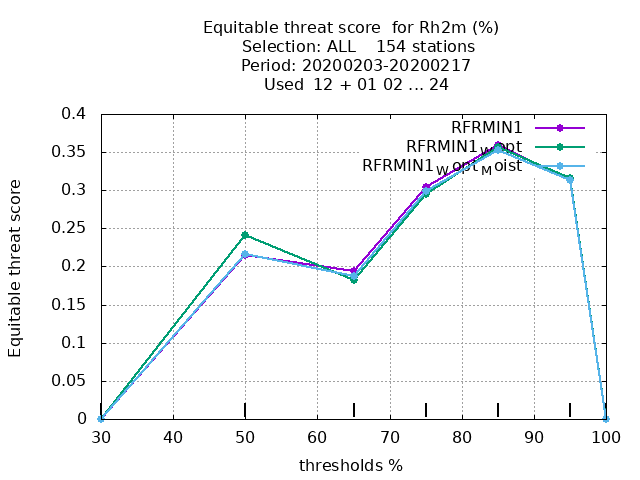 Equitable threat score for Rh2m (%)
Selection: ALL 154 stations
Period: 20200203-20200217
Used 12 + 01 02 ... 24
Equitable threat score
0.4
0.35
0.3
0.25
0.2
0.15
0.1
0.05
0
RFRMIN1
RFRMIN1wopt
RFRMIN1WoptMoist
30 40 50 60 70 80 90 100
thresholds %